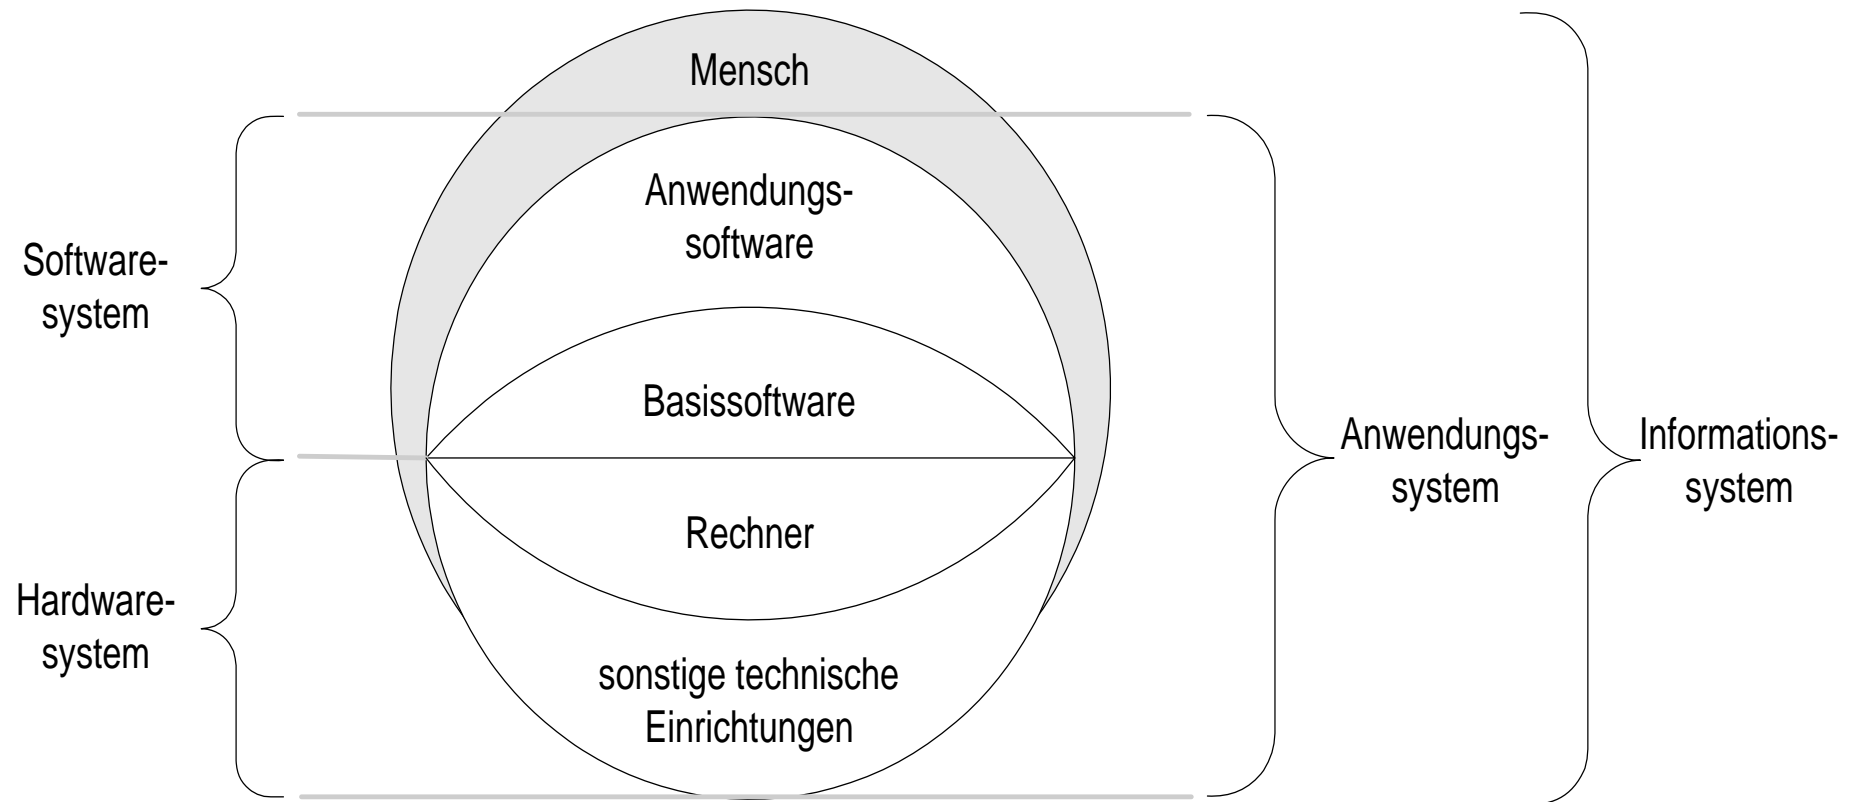 Mensch
Anwendungs-
software
Software-
system
Basissoftware
Anwendungs-
system
Informations-
system
Rechner
Hardware-
system
sonstige technische
Einrichtungen